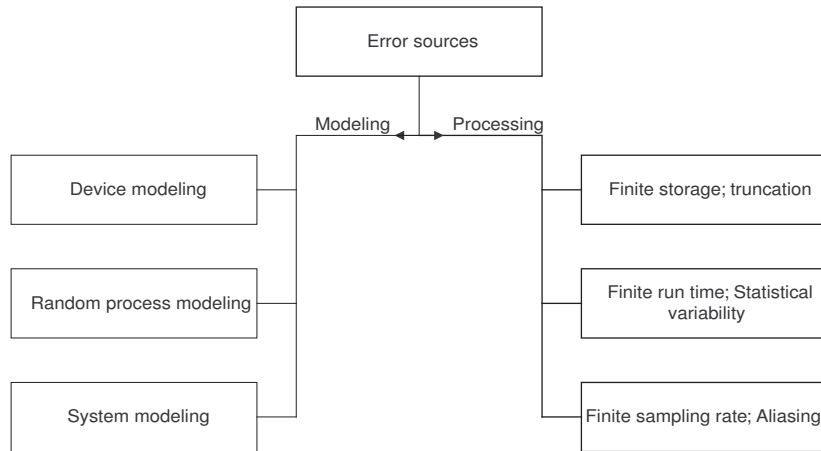 Error sources
Modeling
Processing
Device modeling
Finite storage; truncation
Random process modeling
Finite run time; Statistical
variability
System modeling
Finite sampling rate; Aliasing